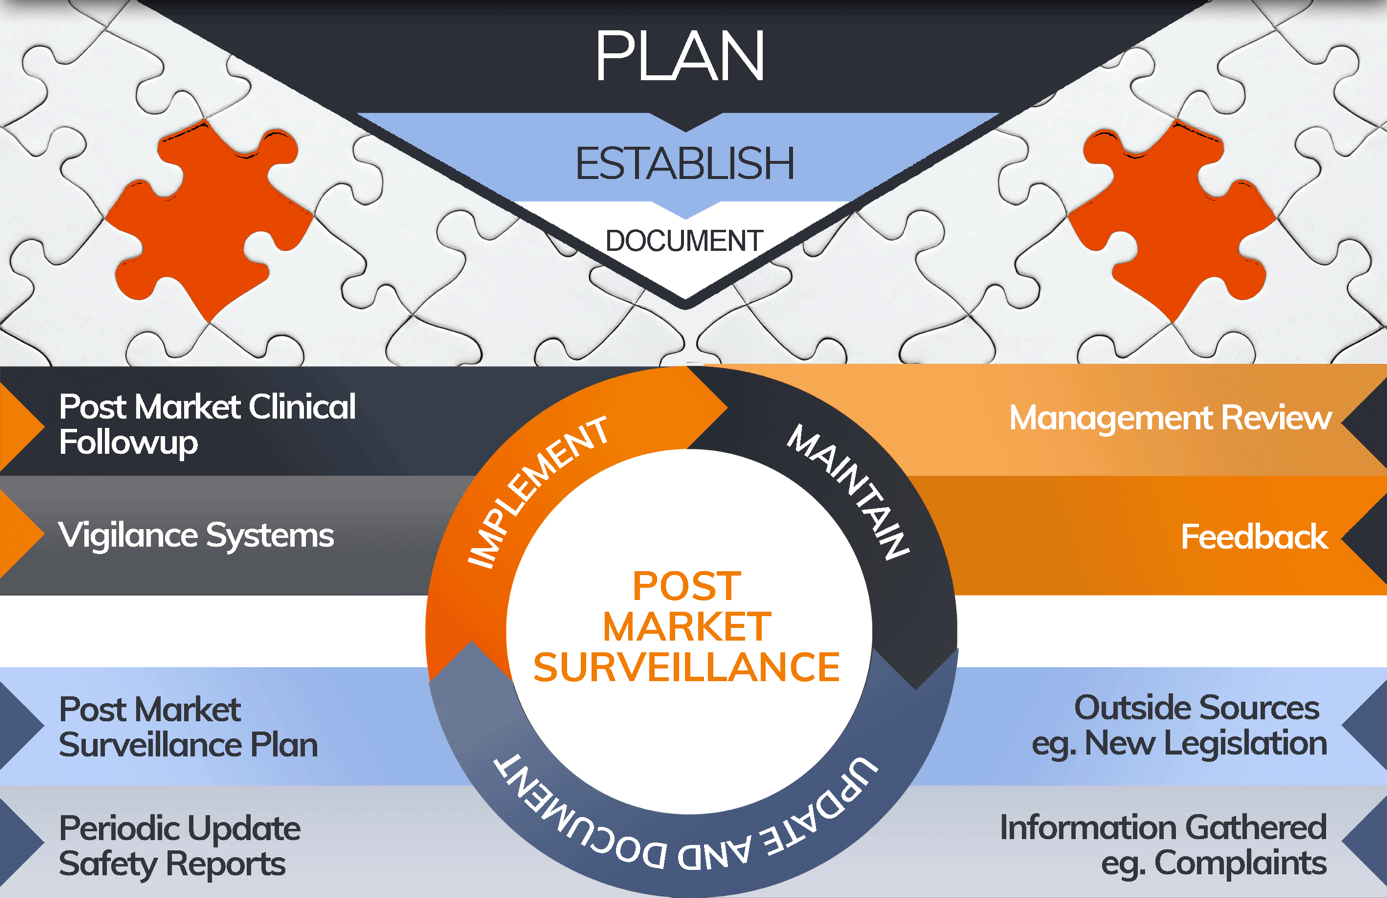 PLAN
ESTABLISH
DOCUMENT
Post Market Clinical
Followup
Vigilance Systems
Post Market
Surveillance Plan
Periodic Update
Safety Reports
IMPLEMENT
MAINTAIN
UPDATE AND DOCUMENT
POST
MARKET
SURVEILLANCE
Management Review
Feedback
Outside Sources
eg. New Legislation
Information Gathered
eg. Complaints